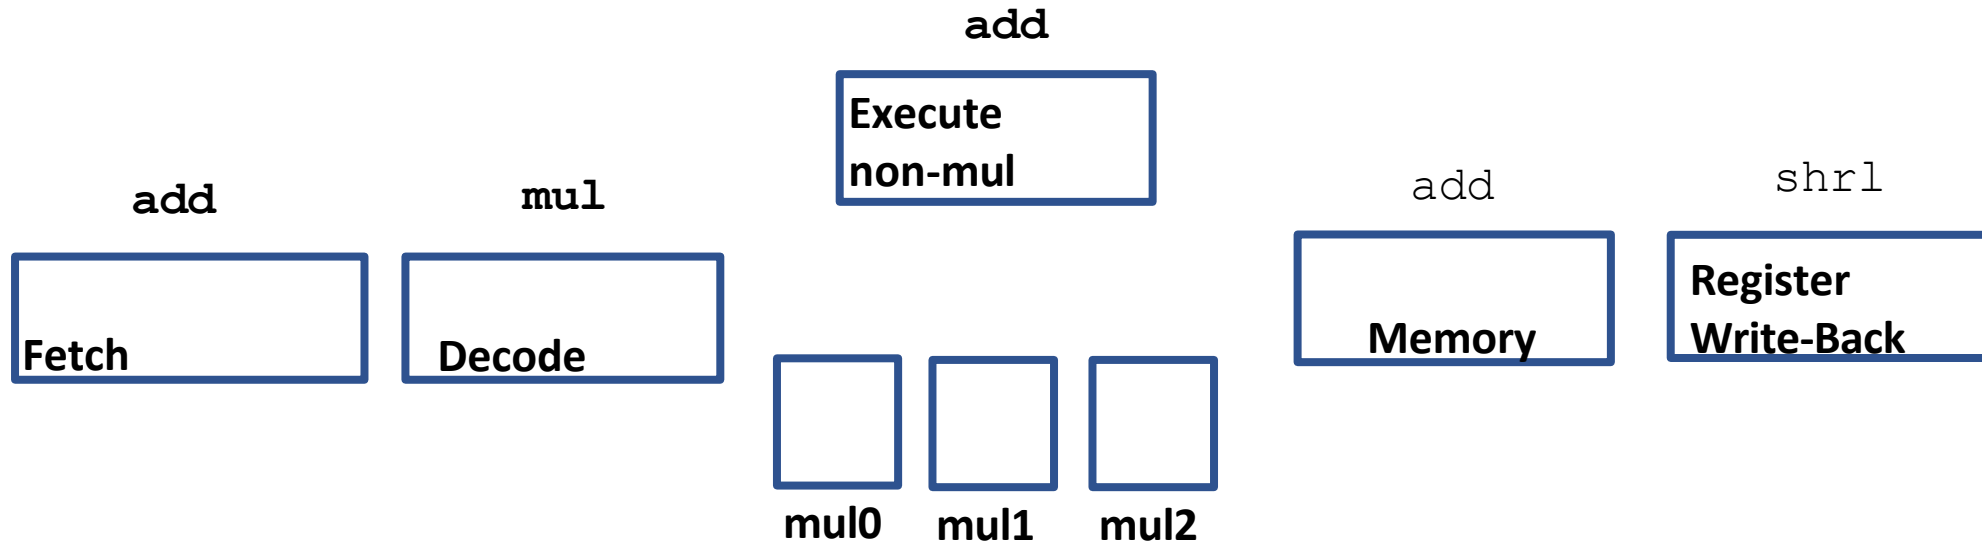 add
Execute
non-mul
add
mul
add
shrl
Fetch
Decode
Memory
Register
Write-Back
mul0
mul1
mul2